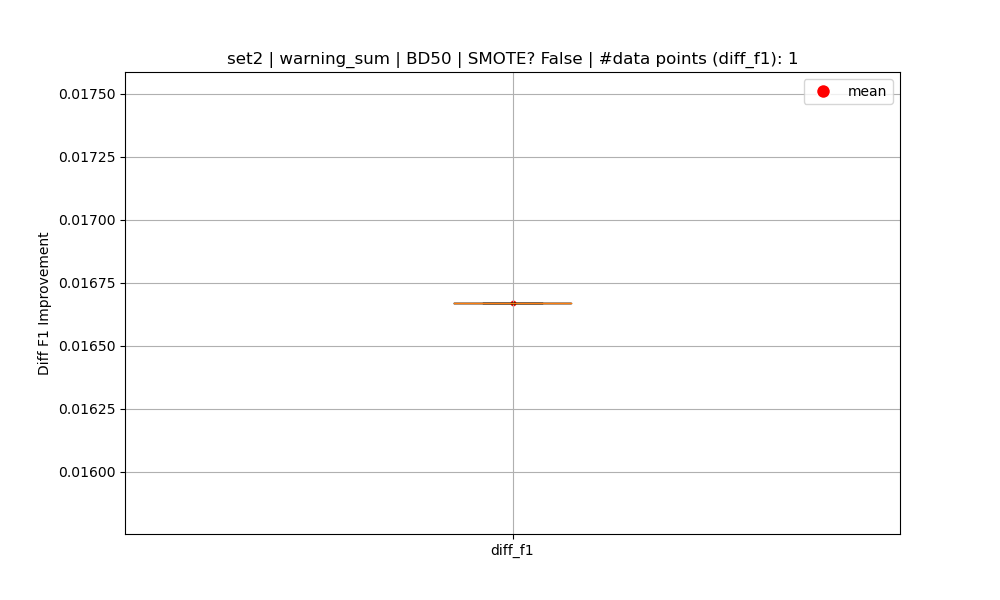 set2 | warning_sum | BD50 | SMOTE? False | #data points (diff_f1): 1
mean
0.01750
0.01725
0.01700
0.01675
0.01650
0.01625
0.01600
Diff F1 Improvement
diff_f1